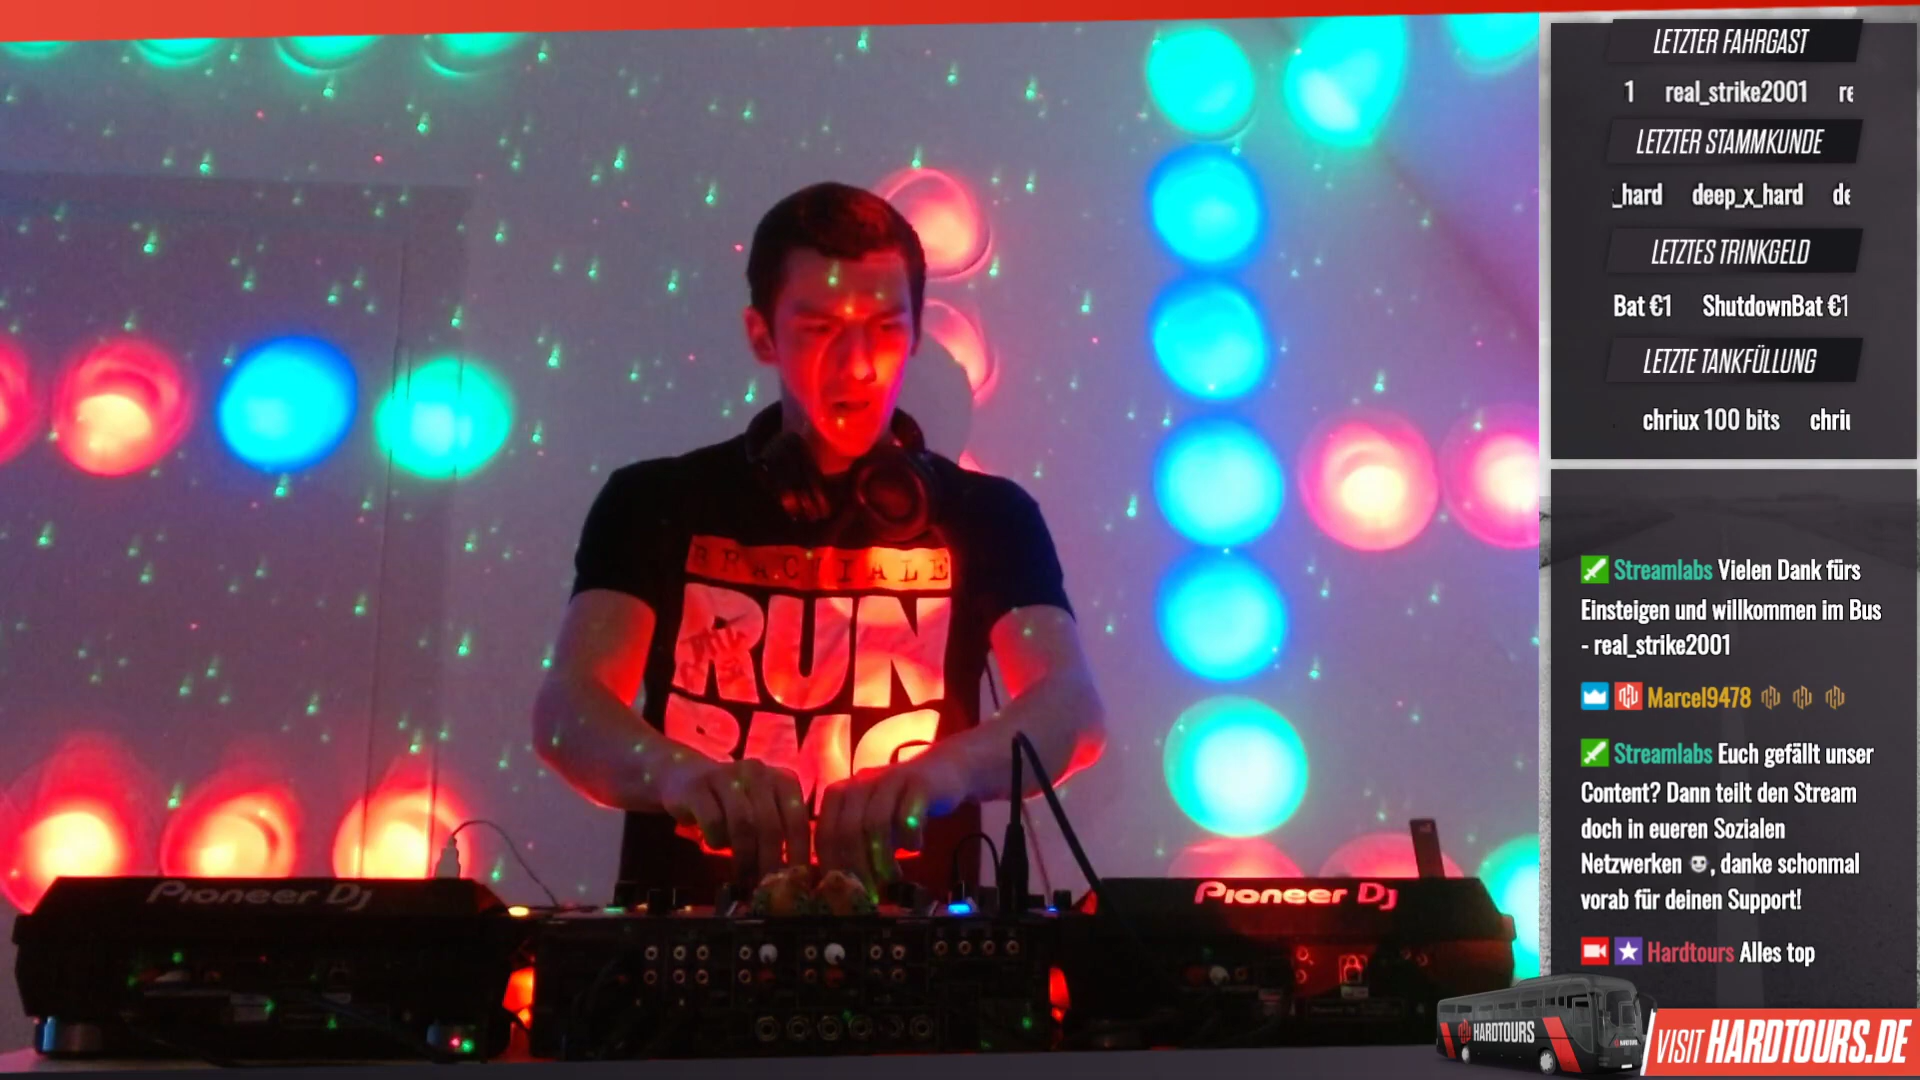 LETZTER FAHRGAST
1 real_strike2001 re
LETZTER STAMMKUNDE
_hard deep_x_hard de
LETZTES TRINKGELD
Bat €1 ShutdownBat €1
LETZTE TANKFÜLLUNG
chriux 100 bits chriu
BRACCIALE
RUN
BMC
Streamlabs Vielen Dank fürs
Einsteigen und willkommen im Bus
- real_strike2001
Marcel9478
Streamlabs Euch gefällt unser
Content? Dann teilt den Stream
doch in eueren Sozialen
Netzwerken , danke schonmal
vorab für deinen Support!
Hardtours Alles top
Pioneer Dj
Pioneer Dj
HARDTOURS
VISIT HARDTOURS.DE